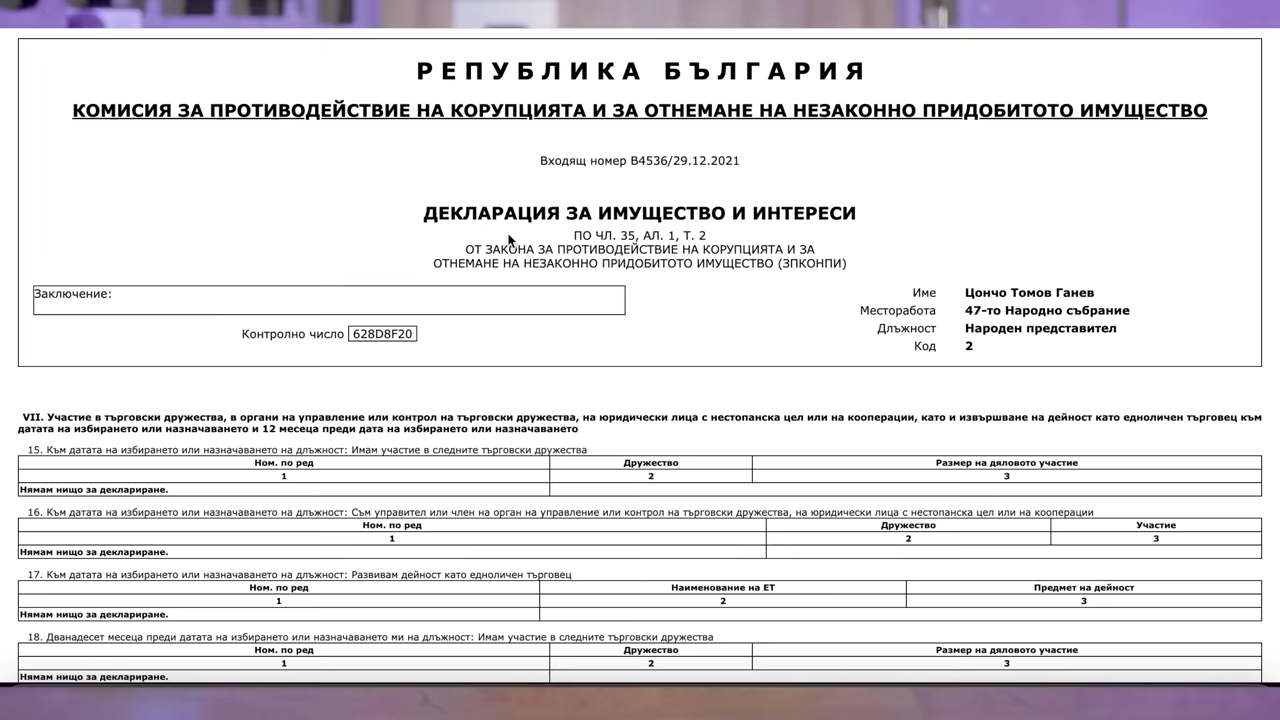 РЕПУБЛИКА БЪЛГАРИЯ
КОМИСИЯ ЗА ПРОТИВОДЕЙСТВИЕ НА КОРУПЦИЯТА И ЗА ОТНЕМАНЕ НА НЕЗАКОННО ПРИДОБИТОТО ИМУЩЕСТВО
Входящ номер В4536/29.12.2021
ДЕКЛАРАЦИЯ ЗА ИМУЩЕСТВО И ИНТЕРЕСИ
ПО ЧЛ. 35, АЛ. 1, Т. 2
ОТ ЗАКОНА ЗА ПРОТИВОДЕЙСТВИЕ НА КОРУПЦИЯТА И ЗА
ОТНЕМАНЕ НА НЕЗАКОННО ПРИДОБИТОТО ИМУЩЕСТВО (ЗПКОНПИ)
Заключение:
Контролно число 628D8F20
Име Цончо Томов Ганев
Месторабота 47-то Народно събрание
Длъжност Народен представител
Код 2
VII. Участие в търговски дружества, в органи на управление или контрол на търговски дружества, на юридически лица с нестопанска цел или на кооперации, като и извършване на дейност като едноличен търговец към
датата на избирането или назначаването и 12 месеца преди дата на избирането или назначаването
15. Към датата на избирането или назначаването на длъжност: Имам участие в следните търговски дружества
Ном. по ред Дружество Размер на дяловото участие
1 2 3
Нямам нищо за деклариране.
16. Към датата на избирането или назначаването на длъжност: Съм управител или член на орган на управление или контрол на търговски дружества, на юридически лица с нестопанска цел или на кооперации
Ном. по ред Дружество Участие
1 2 3
Нямам нищо за деклариране.
17. Към датата на избирането или назначаването на длъжност: Развивам дейност като едноличен търговец
Ном. по ред Наименование на ЕТ Предмет на дейност
1 2 3
Нямам нищо за деклариране.
18. Дванадесет месеца преди датата на избирането или назначаването ми на длъжност: Имам участие в следните търговски дружества
Ном. по ред Дружество Размер на дяловото участие
1 2 3
Нямам нищо за деклариране.